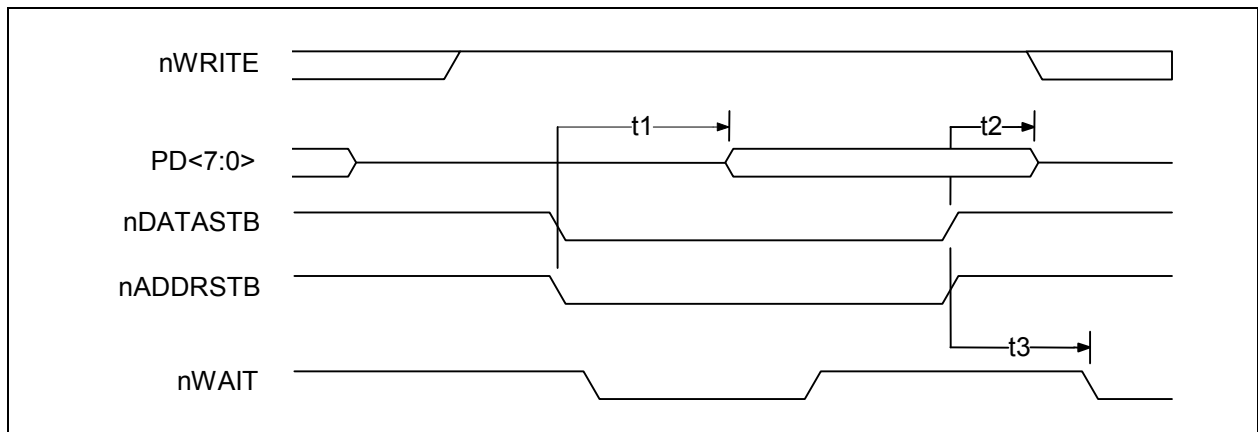 nWRITE
t1
t2
PD<7:0>
nDATASTB
nADDRSTB
t3
nWAIT